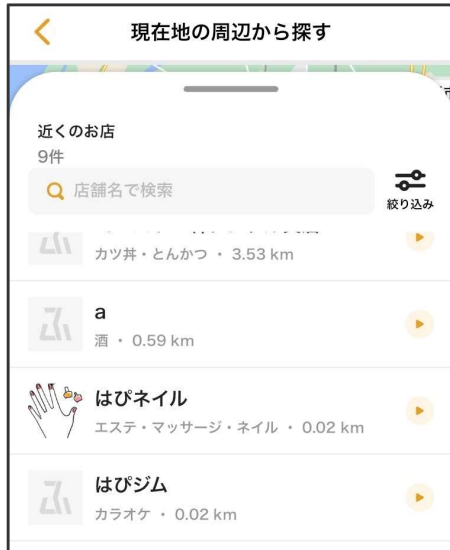 現在地の周辺から探す
近くのお店
9件
店舗名で検索
絞り込み
カツ丼・とんかつ ・ 3.53 km
a
酒 ・ 0.59 km
はぴネイル
エステ・マッサージ・ネイル ・ 0.02 km
はぴジム
カラオケ ・ 0.02 km